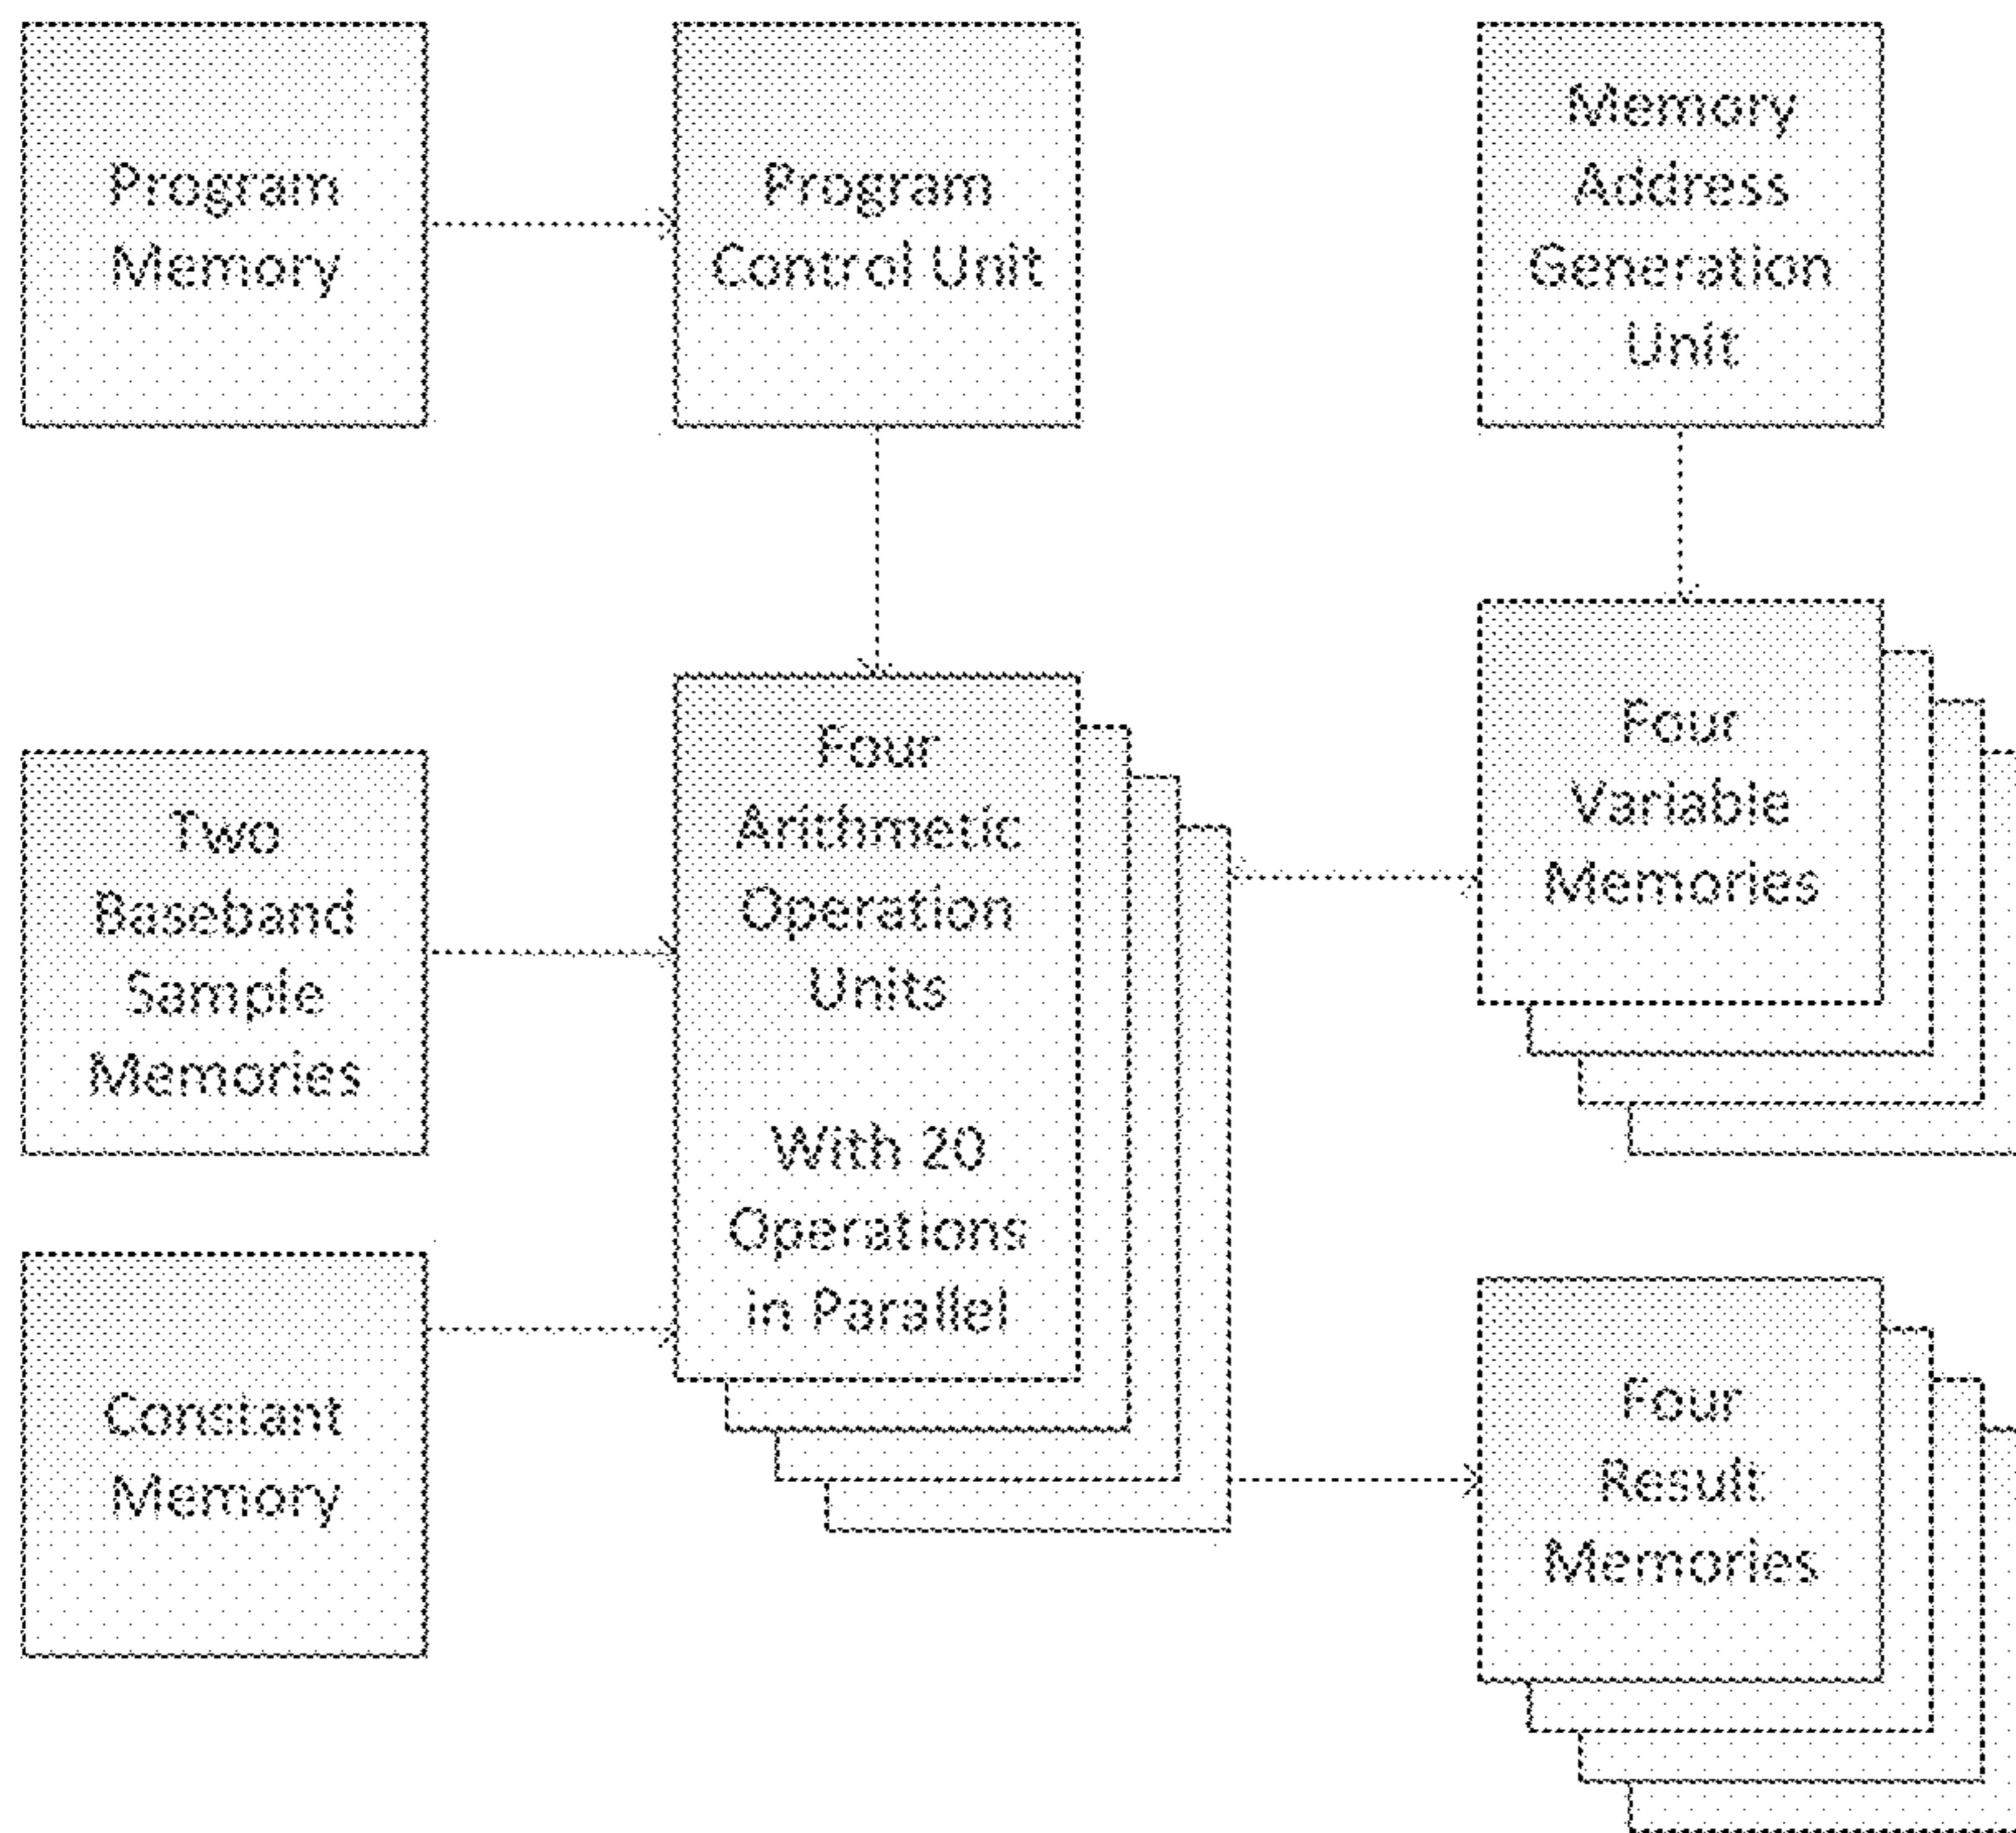 Program
Memory
Program
Control Unit
Memory
Address
Generation
Unit
Two
Baseband
Sample
Memories
Four
Arithmetic
Operation
Units
With 20
Operations
in Parallel
Four
Variable
Memories
Constant
Memory
Four
Result
Memories